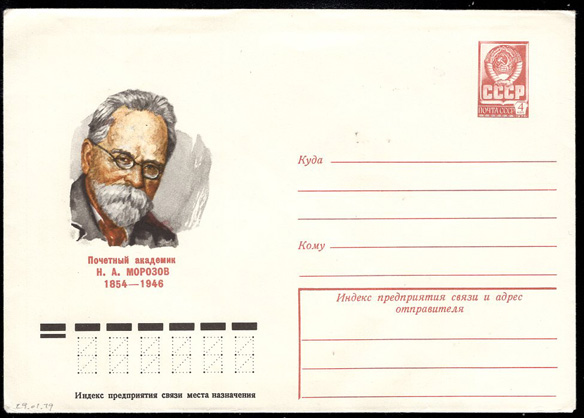 СССР
4
ПОЧТА СССР
Куда
Почетный академик
Н. А. МОРОЗОВ
1854—1946
Кому
Индекс предприятия связи и адрес
отправителя
Индекс предприятия связи места назначения